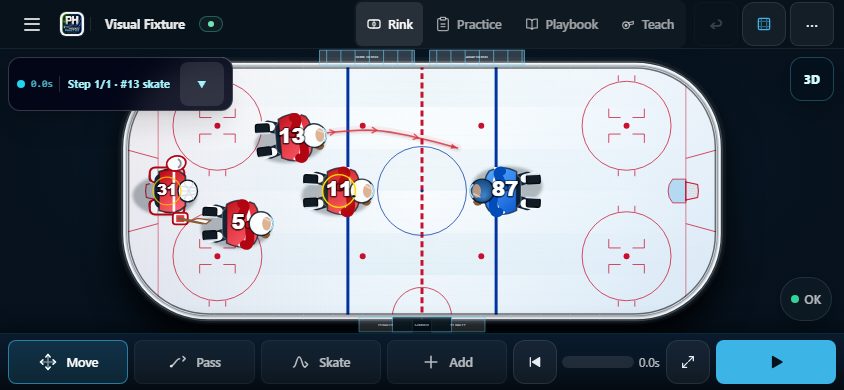 PH
Visual Fixture
Rink
Practice
Playbook
Teach
...
0.0s
Step 1/1 · #13 skate
3D
13
31
11
87
5
OK
Move
Pass
Skate
Add
0.0s